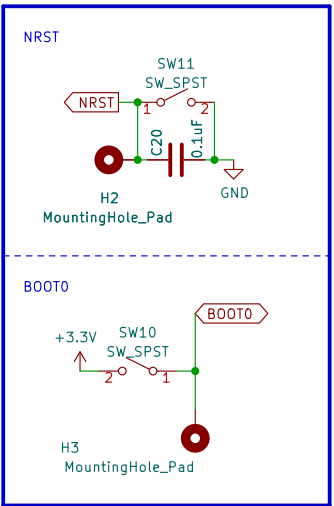 NRST
SW11
SW_SPST
NRST
1
2
C20
0.1uF
H2
MountingHole_Pad
GND
BOOT0
BOOT0
+3.3V
SW10
SW_SPST
2
1
H3
MountingHole_Pad